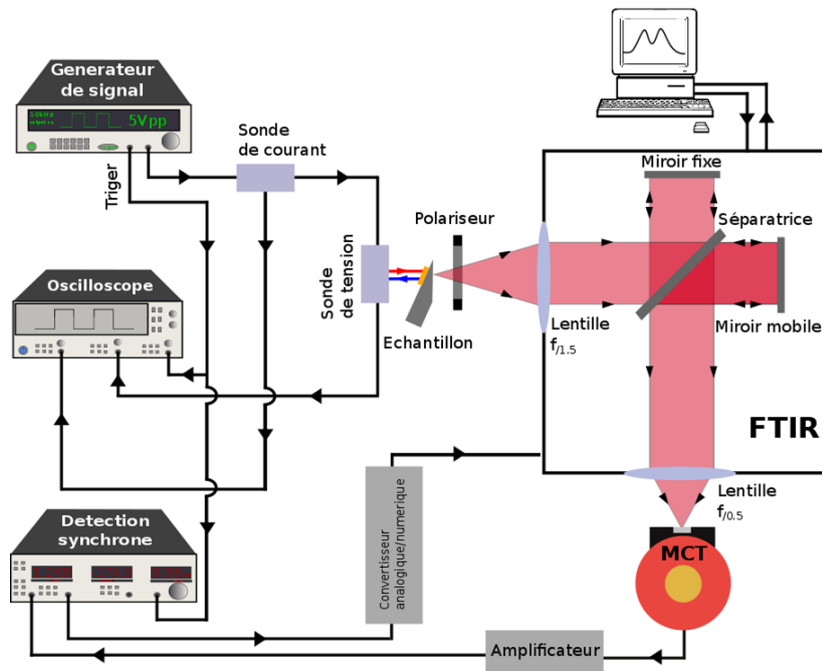 Generateur
de signal
10kHz
5Vpp
Triger
Sonde
de courant
Oscilloscope
Sonde
de tension
Echantillon
Polariseur
Lentille
f/1.5
Miroir fixe
Séparatrice
Miroir mobile
FTIR
Lentille
f/0.5
MCT
Detection
synchrone
Convertisseur
analogique/numerique
Amplificateur